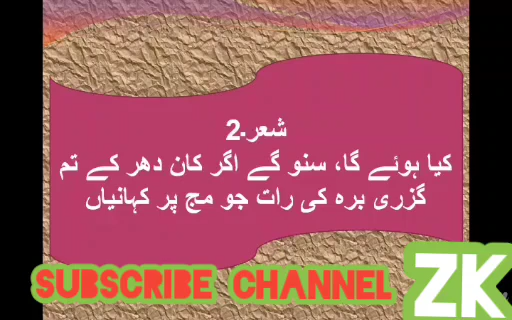 شعر.2
کیا ہوئے گا، سنو گے اگر کان دھر کے تم
گزری برہ کی رات جو مج پر کہانیاں
SUBSCRIBE CHANNEL ZK